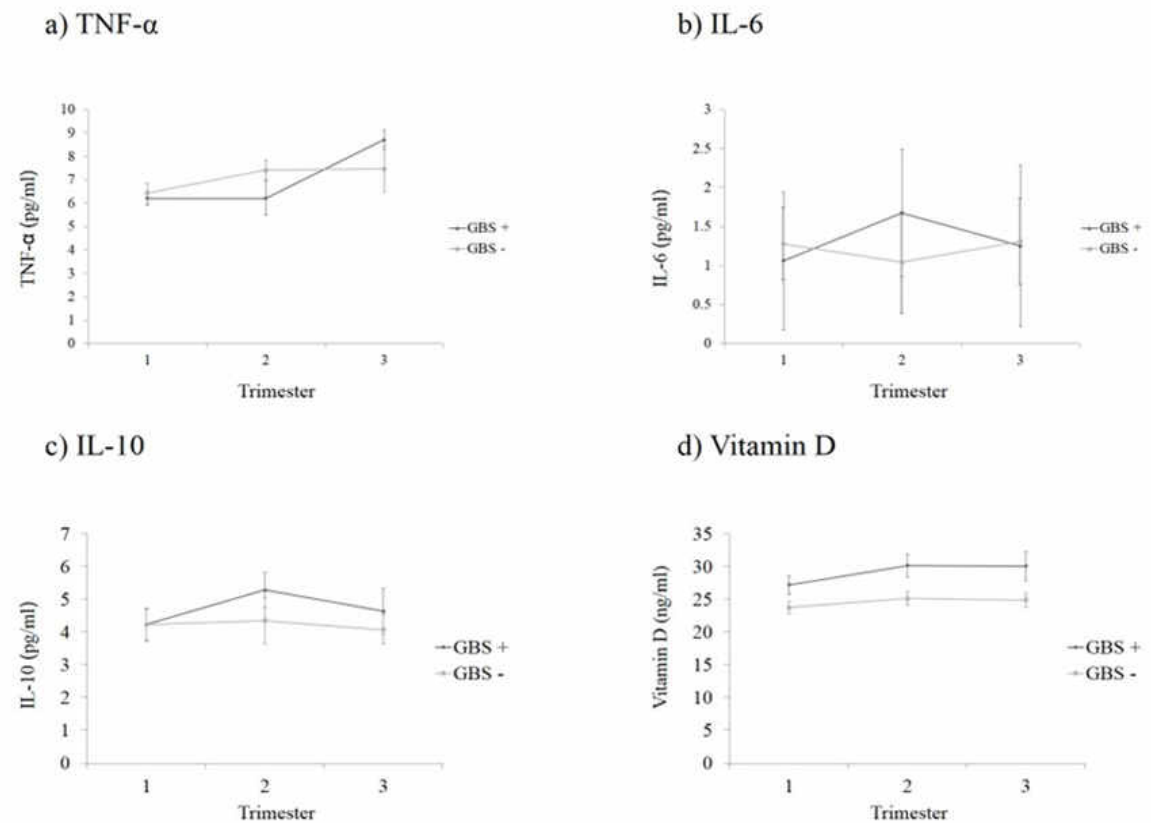 a) TNF-α
b) IL-6
10
9
8
7
6
5
4
3
2
1
0
TNF-α (pg/ml)
1
2
3
Trimester
GBS +
GBS -
3
2.5
2
1.5
1
0.5
0
IL-6 (pg/ml)
1
2
3
Trimester
GBS +
GBS -
c) IL-10
d) Vitamin D
7
6
5
4
3
2
1
0
IL-10 (pg/ml)
1
2
3
Trimester
GBS +
GBS -
35
30
25
20
15
10
5
0
Vitamin D (ng/ml)
1
2
3
Trimester
GBS +
GBS -